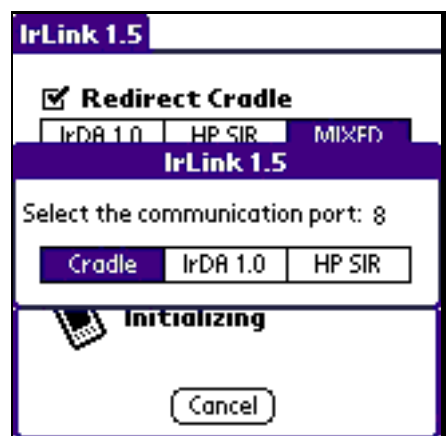 IrLink 1.5
Redirect Cradle
IrDA 1.0 HP SIR MIXED
IrLink 1.5
Select the communication port: 8
Cradle IrDA 1.0 HP SIR
Initializing
Cancel